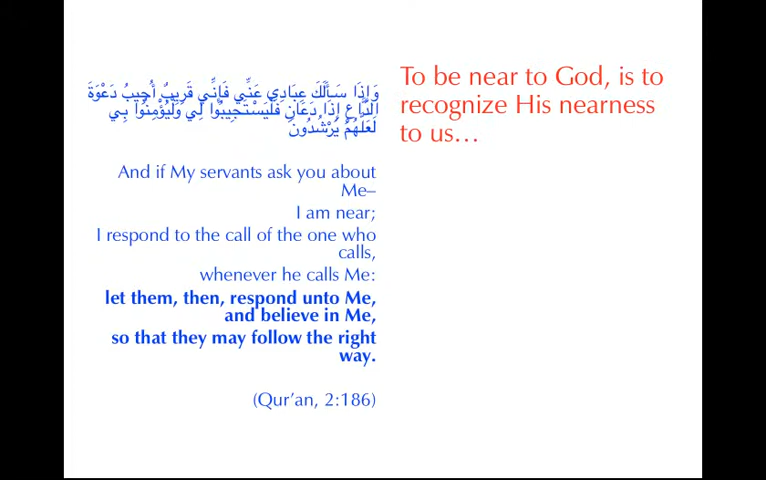 وَإِذَا سَأَلَكَ عِبَادِي عَنِّي فَإِنِّي قَرِيبٌ أُجِيبُ دَعْوَةَ
الدَّاعِ إِذَا دَعَانِ فَلْيَسْتَجِيبُوا لِي وَلْيُؤْمِنُوا بِي
لَعَلَّهُمْ يَرْشُدُونَ
And if My servants ask you about
Me–
I am near;
I respond to the call of the one who
calls,
whenever he calls Me:
let them, then, respond unto Me,
and believe in Me,
so that they may follow the right
way.
(Qur’an, 2:186)
To be near to God, is to
recognize His nearness
to us…